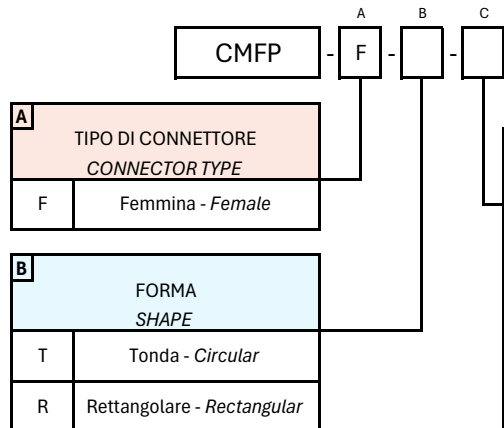 A B C
CMFP - F - -
A
TIPO DI CONNETTORE
CONNECTOR TYPE
F Femmina - Female
B
FORMA
SHAPE
T Tonda - Circular
R Rettangolare - Rectangular